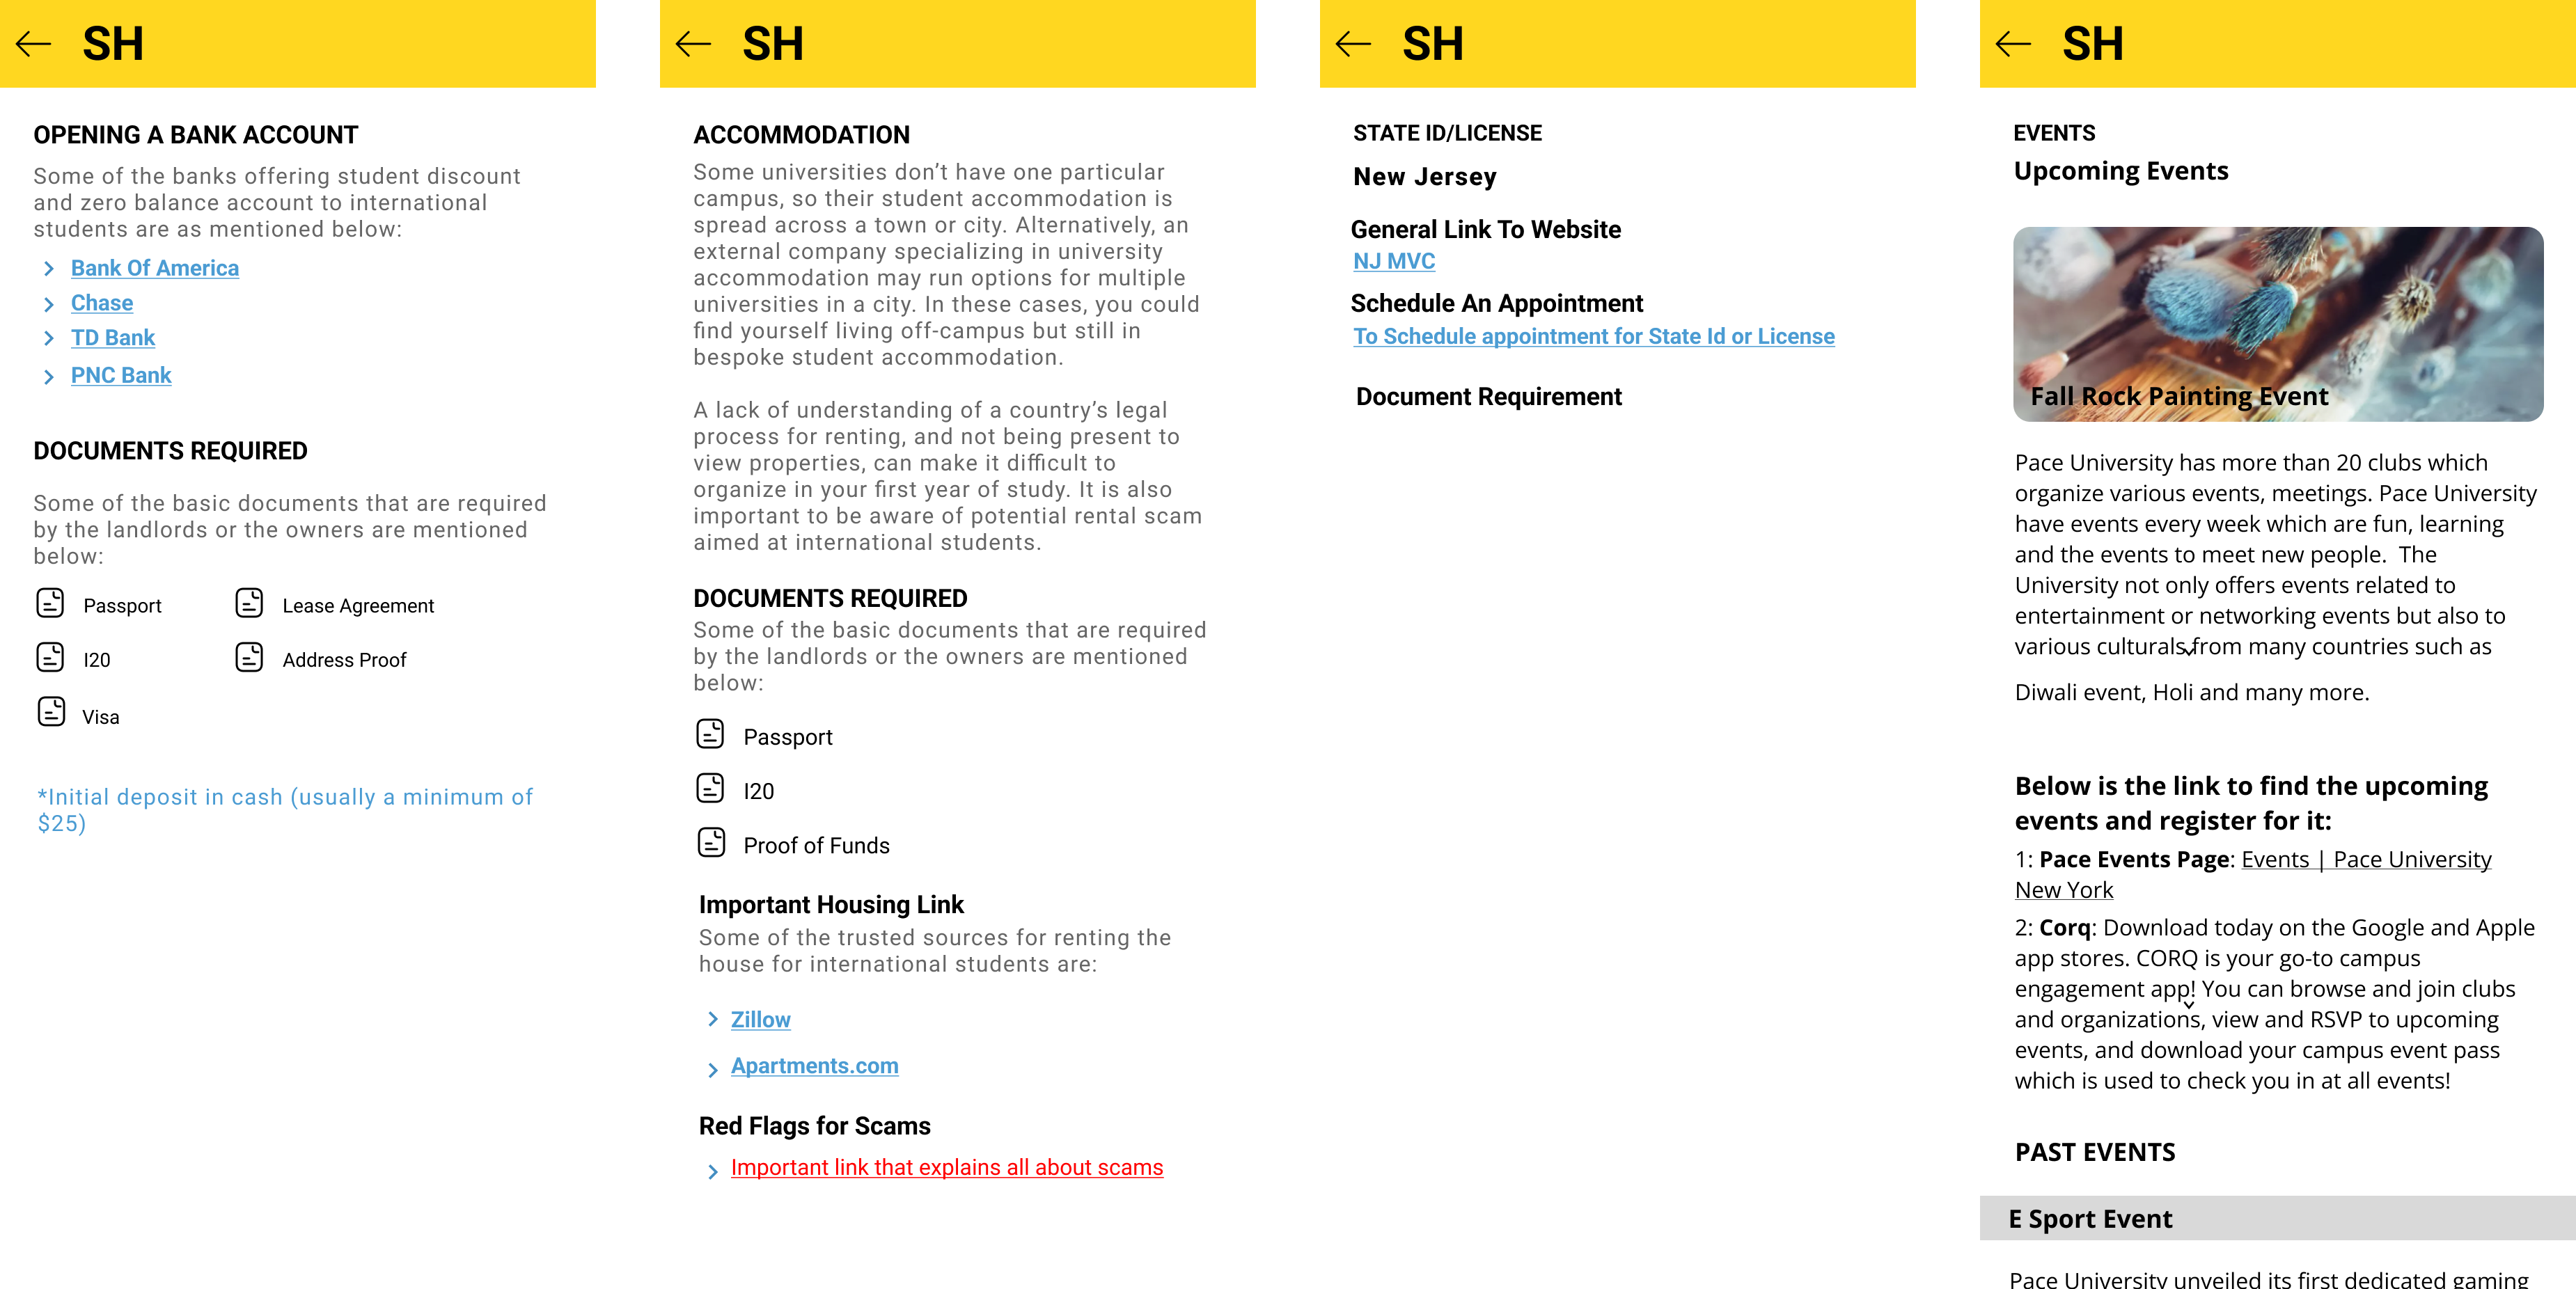 SH
OPENING A BANK ACCOUNT
Some of the banks offering student discount
and zero balance account to international
students are as mentioned below:
Bank Of America
Chase
TD Bank
PNC Bank
DOCUMENTS REQUIRED
Some of the basic documents that are required
by the landlords or the owners are mentioned
below:
Passport
Lease Agreement
I20
Address Proof
Visa
*Initial deposit in cash (usually a minimum of
$25)
SH
ACCOMMODATION
Some universities don’t have one particular
campus, so their student accommodation is
spread across a town or city. Alternatively, an
external company specializing in university
accommodation may run options for multiple
universities in a city. In these cases, you could
find yourself living off-campus but still in
bespoke student accommodation.
A lack of understanding of a country’s legal
process for renting, and not being present to
view properties, can make it difficult to
organize in your first year of study. It is also
important to be aware of potential rental scam
aimed at international students.
DOCUMENTS REQUIRED
Some of the basic documents that are required
by the landlords or the owners are mentioned
below:
Passport
I20
Proof of Funds
Important Housing Link
Some of the trusted sources for renting the
house for international students are:
Zillow
Apartments.com
Red Flags for Scams
Important link that explains all about scams
SH
STATE ID/LICENSE
New Jersey
General Link To Website
NJ MVC
Schedule An Appointment
To Schedule appointment for State Id or License
Document Requirement
SH
EVENTS
Upcoming Events
Fall Rock Painting Event
Pace University has more than 20 clubs which
organize various events, meetings. Pace University
have events every week which are fun, learning
and the events to meet new people.  The
University not only offers events related to
entertainment or networking events but also to
various culturals from many countries such as
Diwali event, Holi and many more.
Below is the link to find the upcoming
events and register for it:
1: Pace Events Page: Events | Pace University
New York
2: Corq: Download today on the Google and Apple
app stores. CORQ is your go-to campus
engagement app! You can browse and join clubs
and organizations, view and RSVP to upcoming
events, and download your campus event pass
which is used to check you in at all events!
PAST EVENTS
E Sport Event
Pace University unveiled its first dedicated gaming